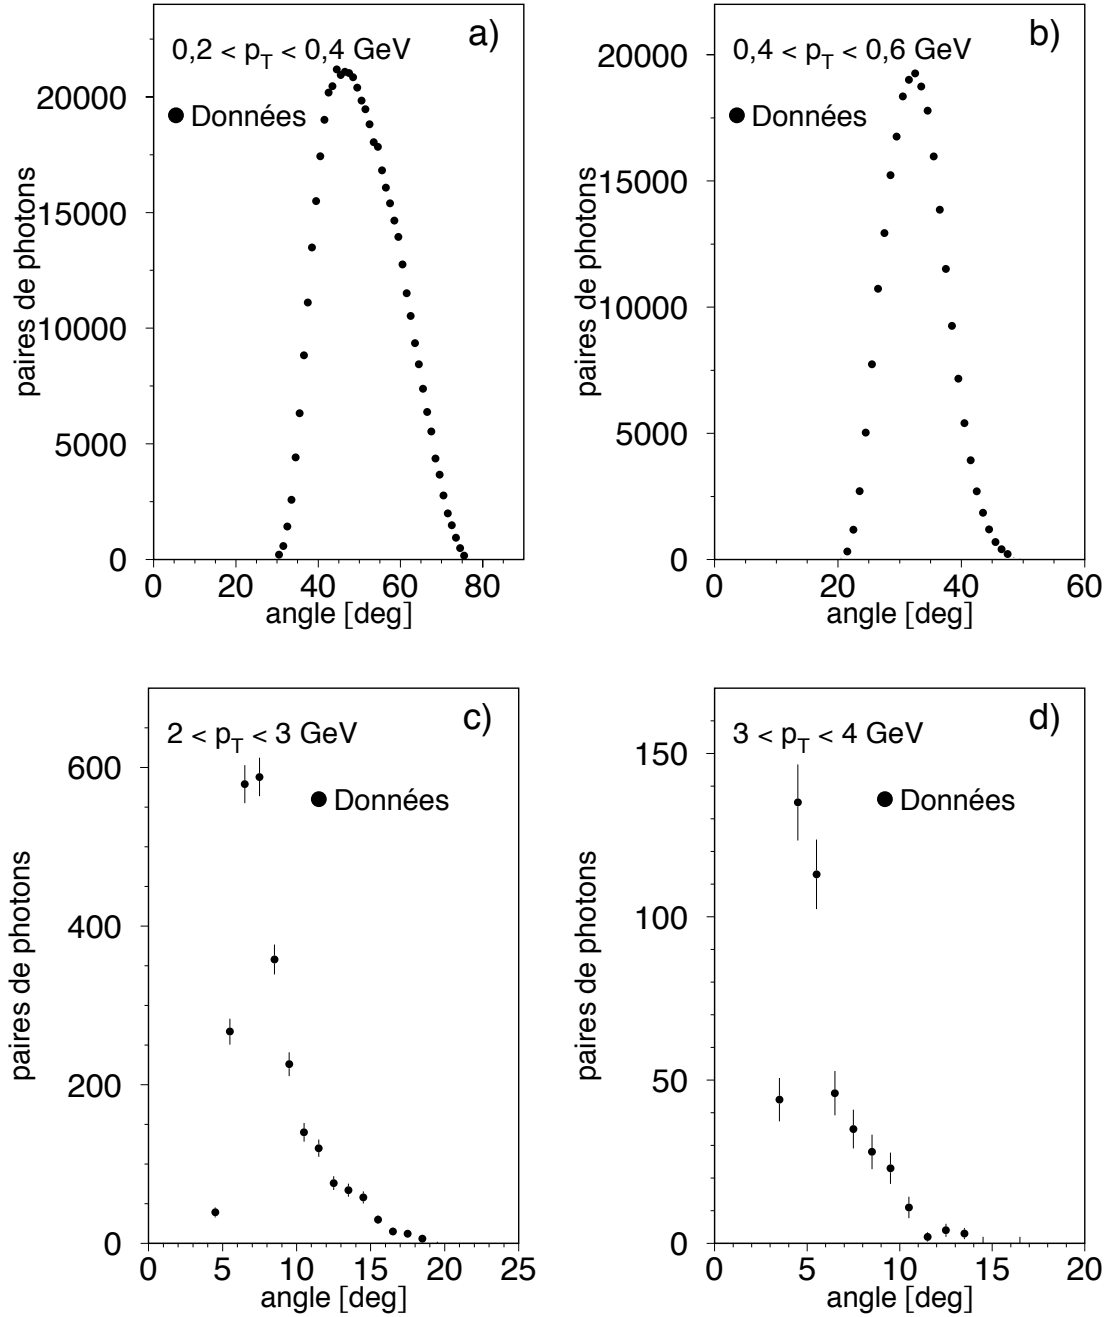 a)
0,2 < pT < 0,4 GeV
Données
20000
15000
10000
5000
0
paires de photons
0 20 40 60 80
angle [deg]
b)
0,4 < pT < 0,6 GeV
Données
20000
15000
10000
5000
0
paires de photons
0 20 40 60
angle [deg]
c)
2 < pT < 3 GeV
Données
600
400
200
0
paires de photons
0 5 10 15 20 25
angle [deg]
d)
3 < pT < 4 GeV
Données
150
100
50
0
paires de photons
0 5 10 15 20
angle [deg]